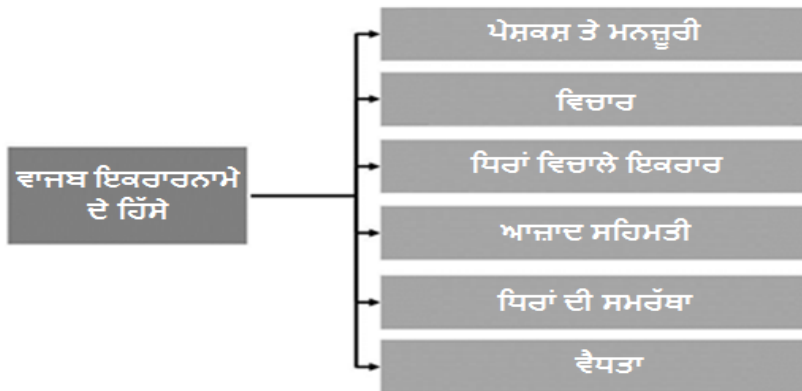 ਵਾਜਬ ਇਕਰਾਰਨਾਮੇ
ਦੇ ਹਿੱਸੇ
ਪੇਸ਼ਕਸ਼ ਤੇ ਮਨਜ਼ੂਰੀ
ਵਿਚਾਰ
ਧਿਰਾਂ ਵਿਚਾਲੇ ਇਕਰਾਰ
ਆਜ਼ਾਦ ਸਹਿਮਤੀ
ਧਿਰਾਂ ਦੀ ਸਮਰੱਥਾ
ਵੈਧਤਾ